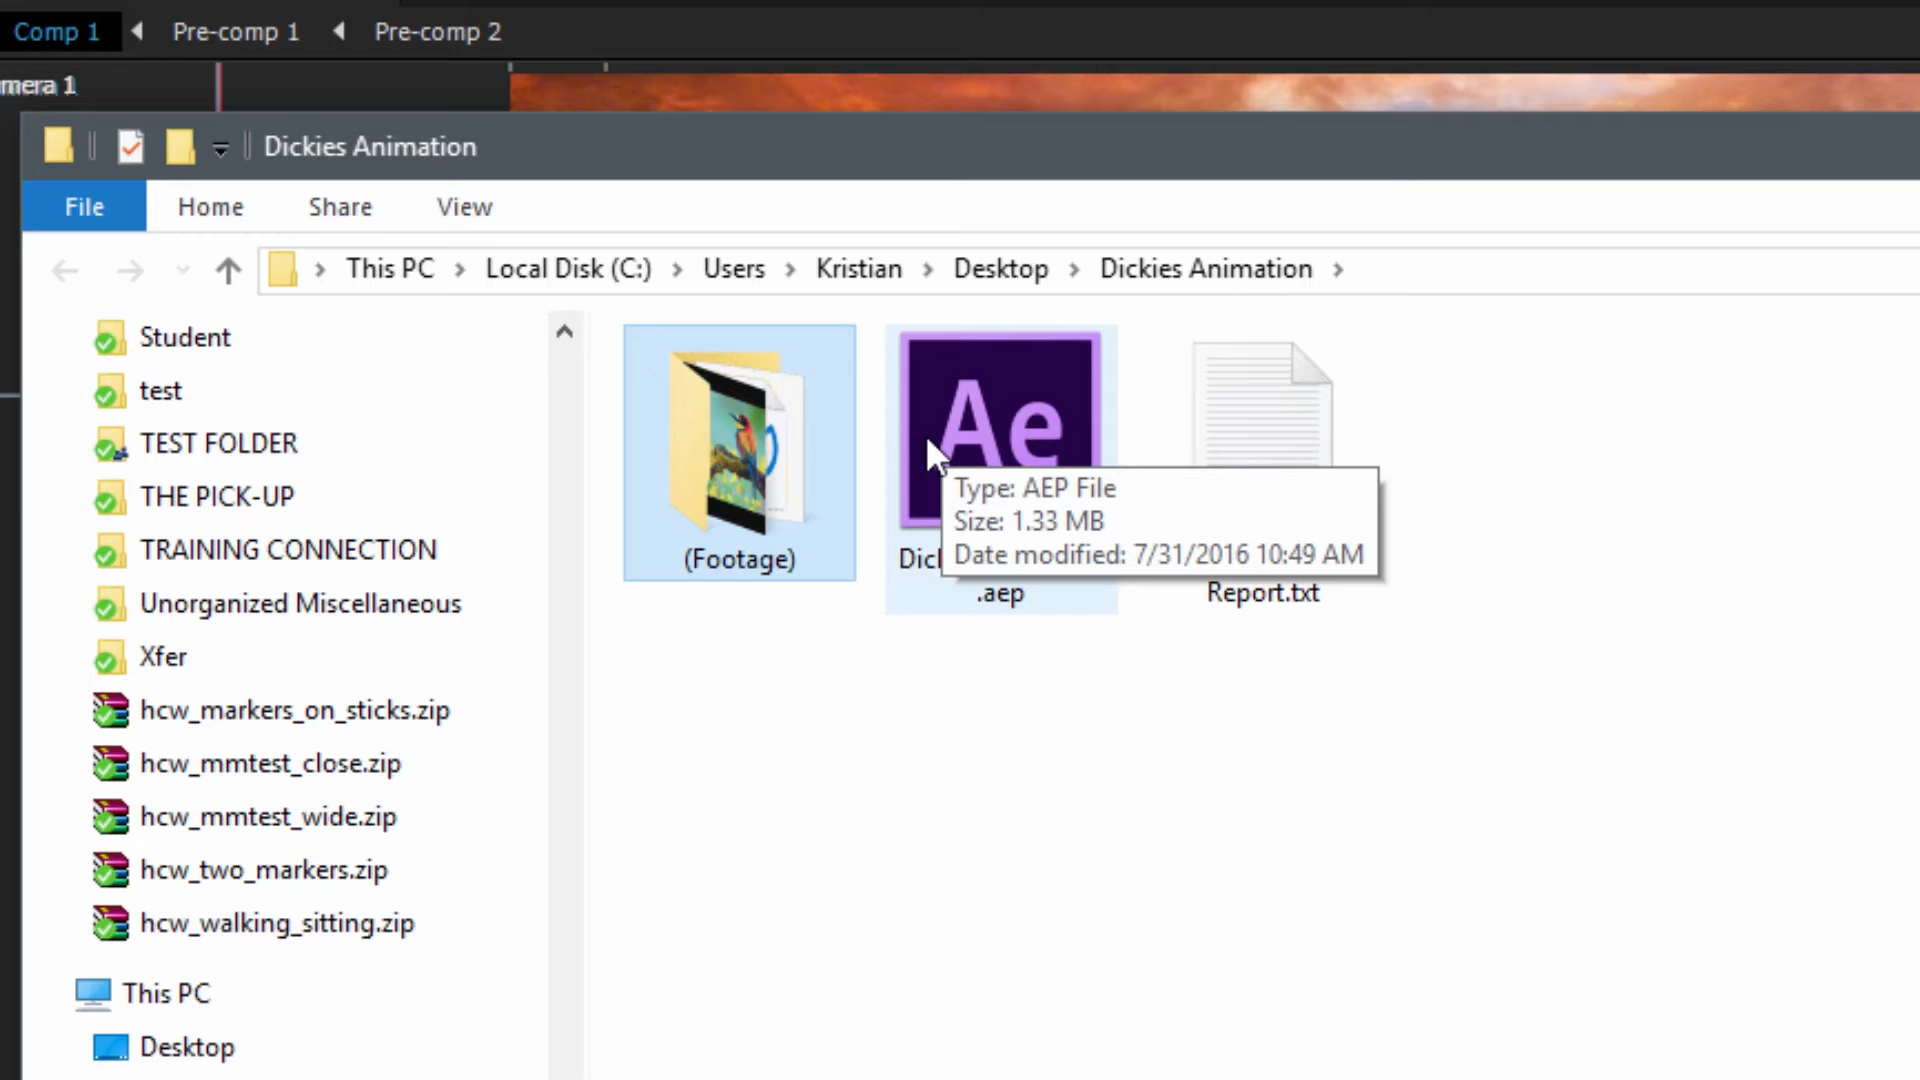 Comp 1 Pre-comp 1 Pre-comp 2
mera 1
Dickies Animation
File Home Share View
This PC Local Disk (C:) Users Kristian Desktop Dickies Animation
Student
test
TEST FOLDER
THE PICK-UP
TRAINING CONNECTION
Unorganized Miscellaneous
Xfer
hcw_markers_on_sticks.zip
hcw_mmtest_close.zip
hcw_mmtest_wide.zip
hcw_two_markers.zip
hcw_walking_sitting.zip
This PC
Desktop
(Footage)
Ae
.aep
Type: AEP File
Size: 1.33 MB
Date modified: 7/31/2016 10:49 AM
Report.txt